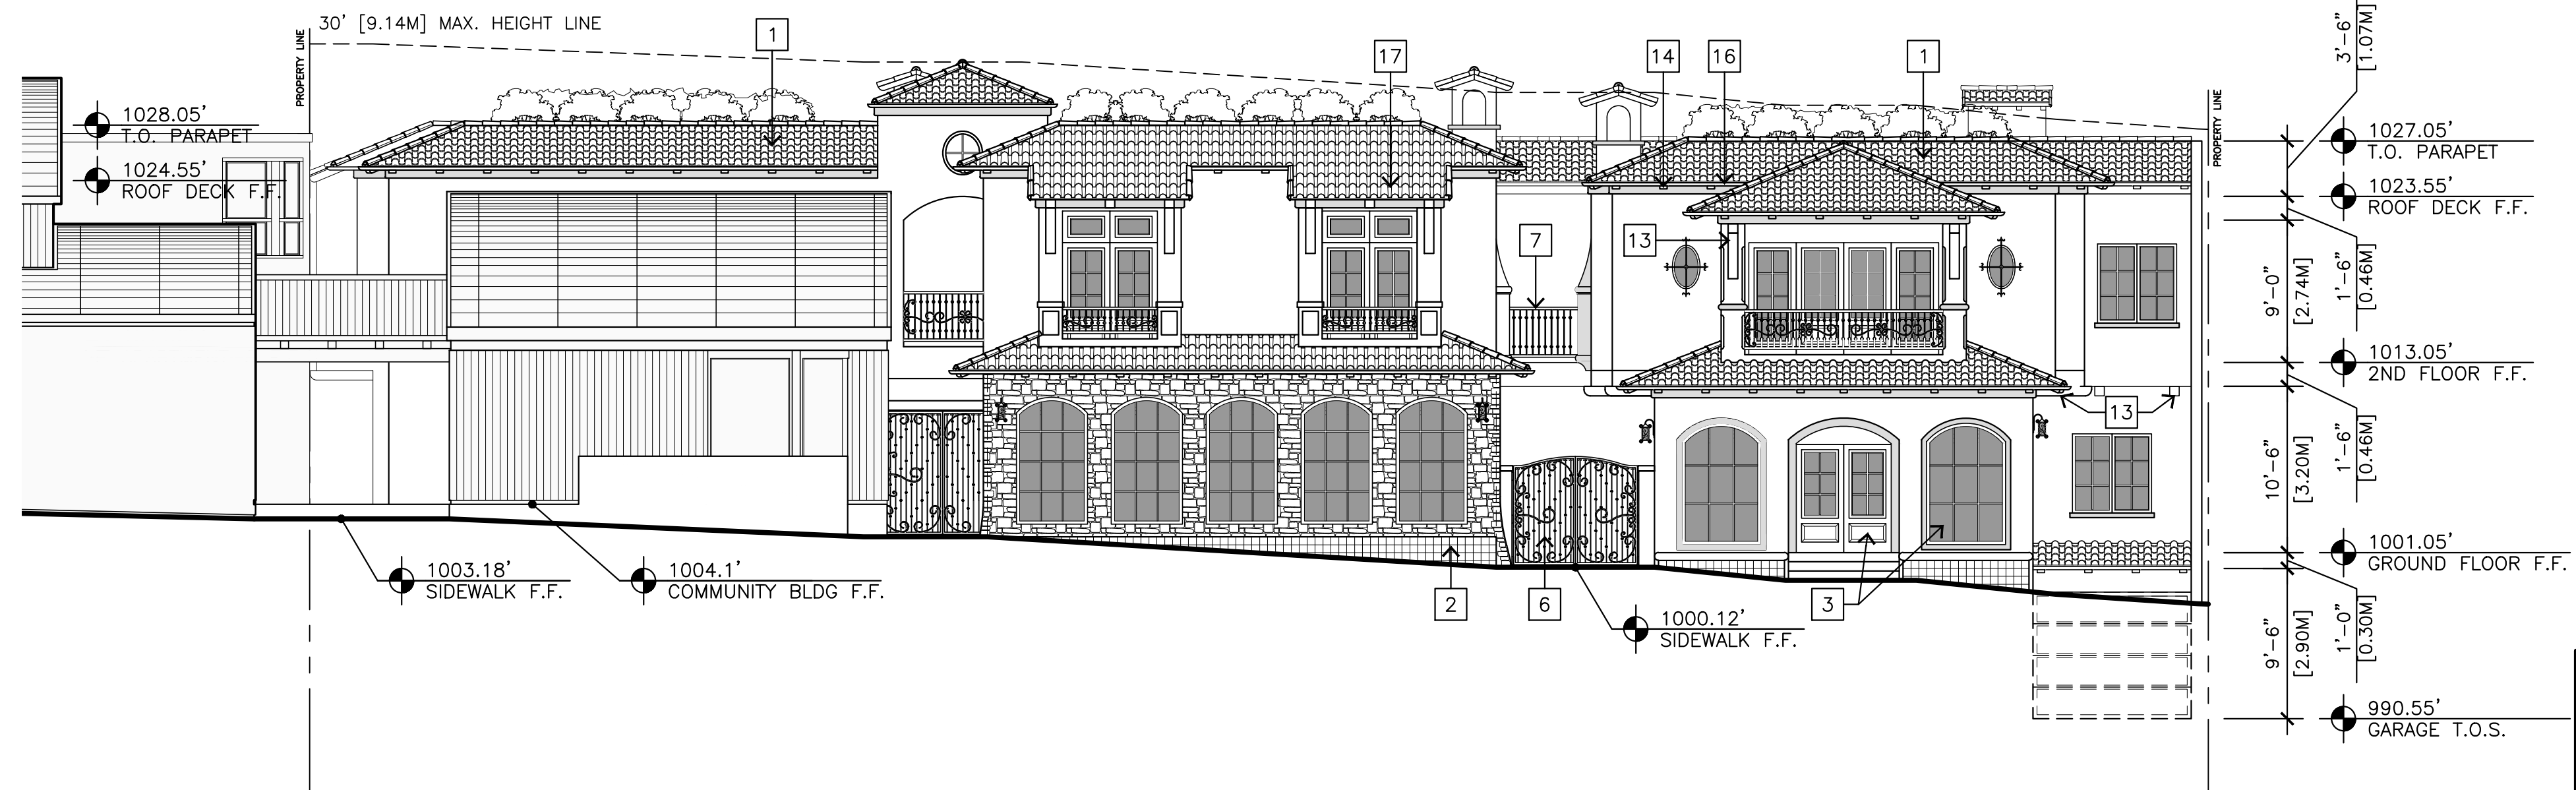 30' [9.14M] MAX. HEIGHT LINE
PROPERTY LINE
1
17
14
16
1
3'-6"
[1.07M]
1028.05'
T.O. PARAPET
1024.55'
ROOF DECK F.F.
PROPERTY LINE
1027.05'
T.O. PARAPET
1023.55'
ROOF DECK F.F.
7
13
9'-0"
[2.74M]
1'-6"
[0.46M]
1013.05'
2ND FLOOR F.F.
13
10'-6"
[3.20M]
1'-6"
[0.46M]
1001.05'
GROUND FLOOR F.F.
1003.18'
SIDEWALK F.F.
1004.1'
COMMUNITY BLDG F.F.
2
6
3
1000.12'
SIDEWALK F.F.
9'-6"
[2.90M]
1'-0"
[0.30M]
990.55'
GARAGE T.O.S.